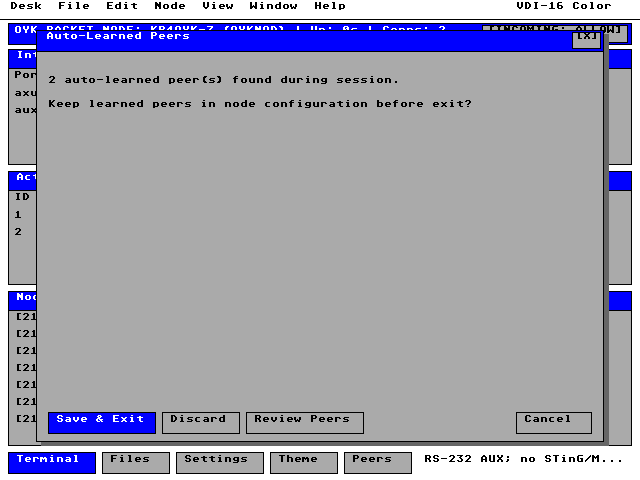 Desk File Edit Node View Window Help VDI-16 Color
Auto-Learned Peers [X]
2 auto-learned peer(s) found during session.
Keep learned peers in node configuration before exit?
Int
Por
axu
aux
Act
ID
1
2
Noo
[21
[21
[21
[21
[21
[21
[21
Save & Exit Discard Review Peers Cancel
Terminal Files Settings Theme Peers RS-232 AUX; no STinG/M...